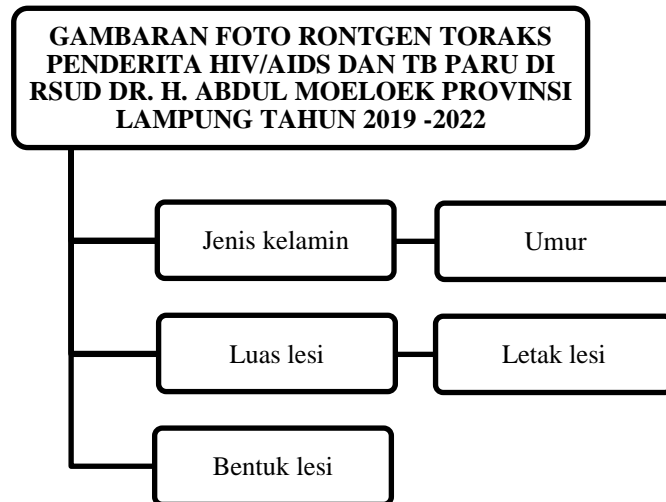 GAMBARAN FOTO RONTGEN TORAKS
PENDERITA HIV/AIDS DAN TB PARU DI
RSUD DR. H. ABDUL MOELOEK PROVINSI
LAMPUNG TAHUN 2019 -2022
Jenis kelamin
Umur
Luas lesi
Letak lesi
Bentuk lesi